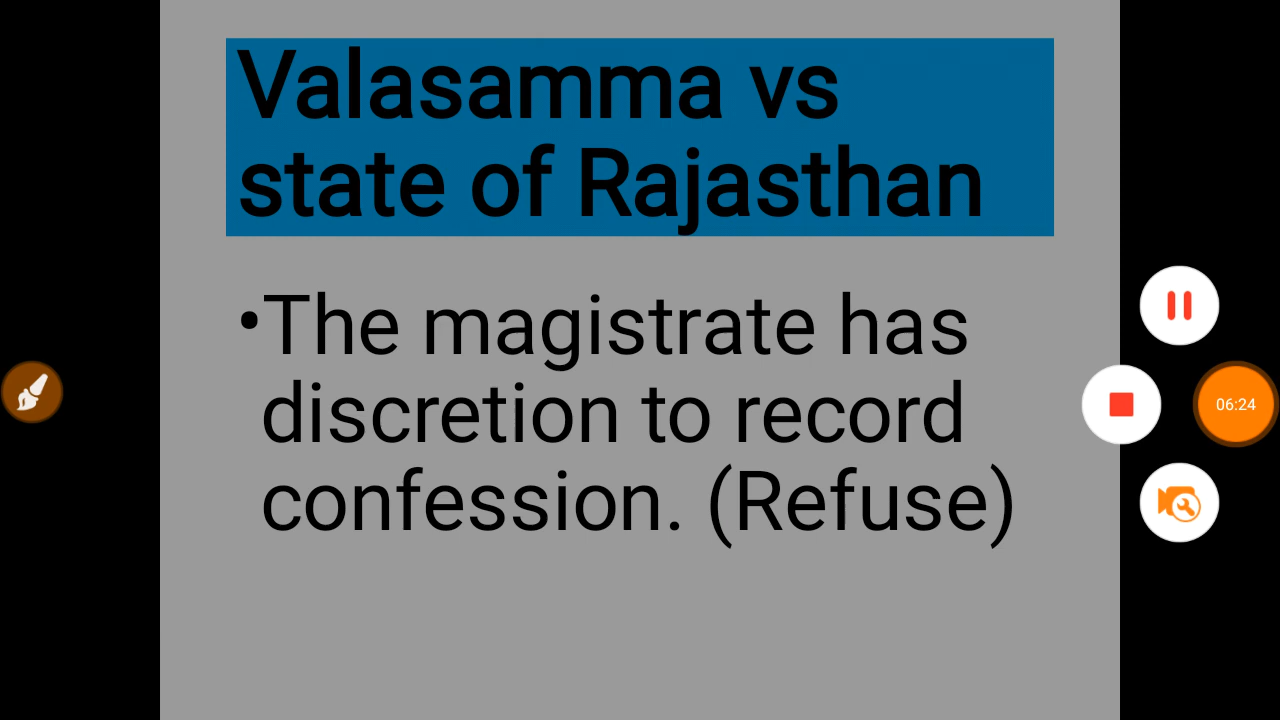 Valasamma vs
state of Rajasthan
•The magistrate has
discretion to record
confession. (Refuse)
06:24